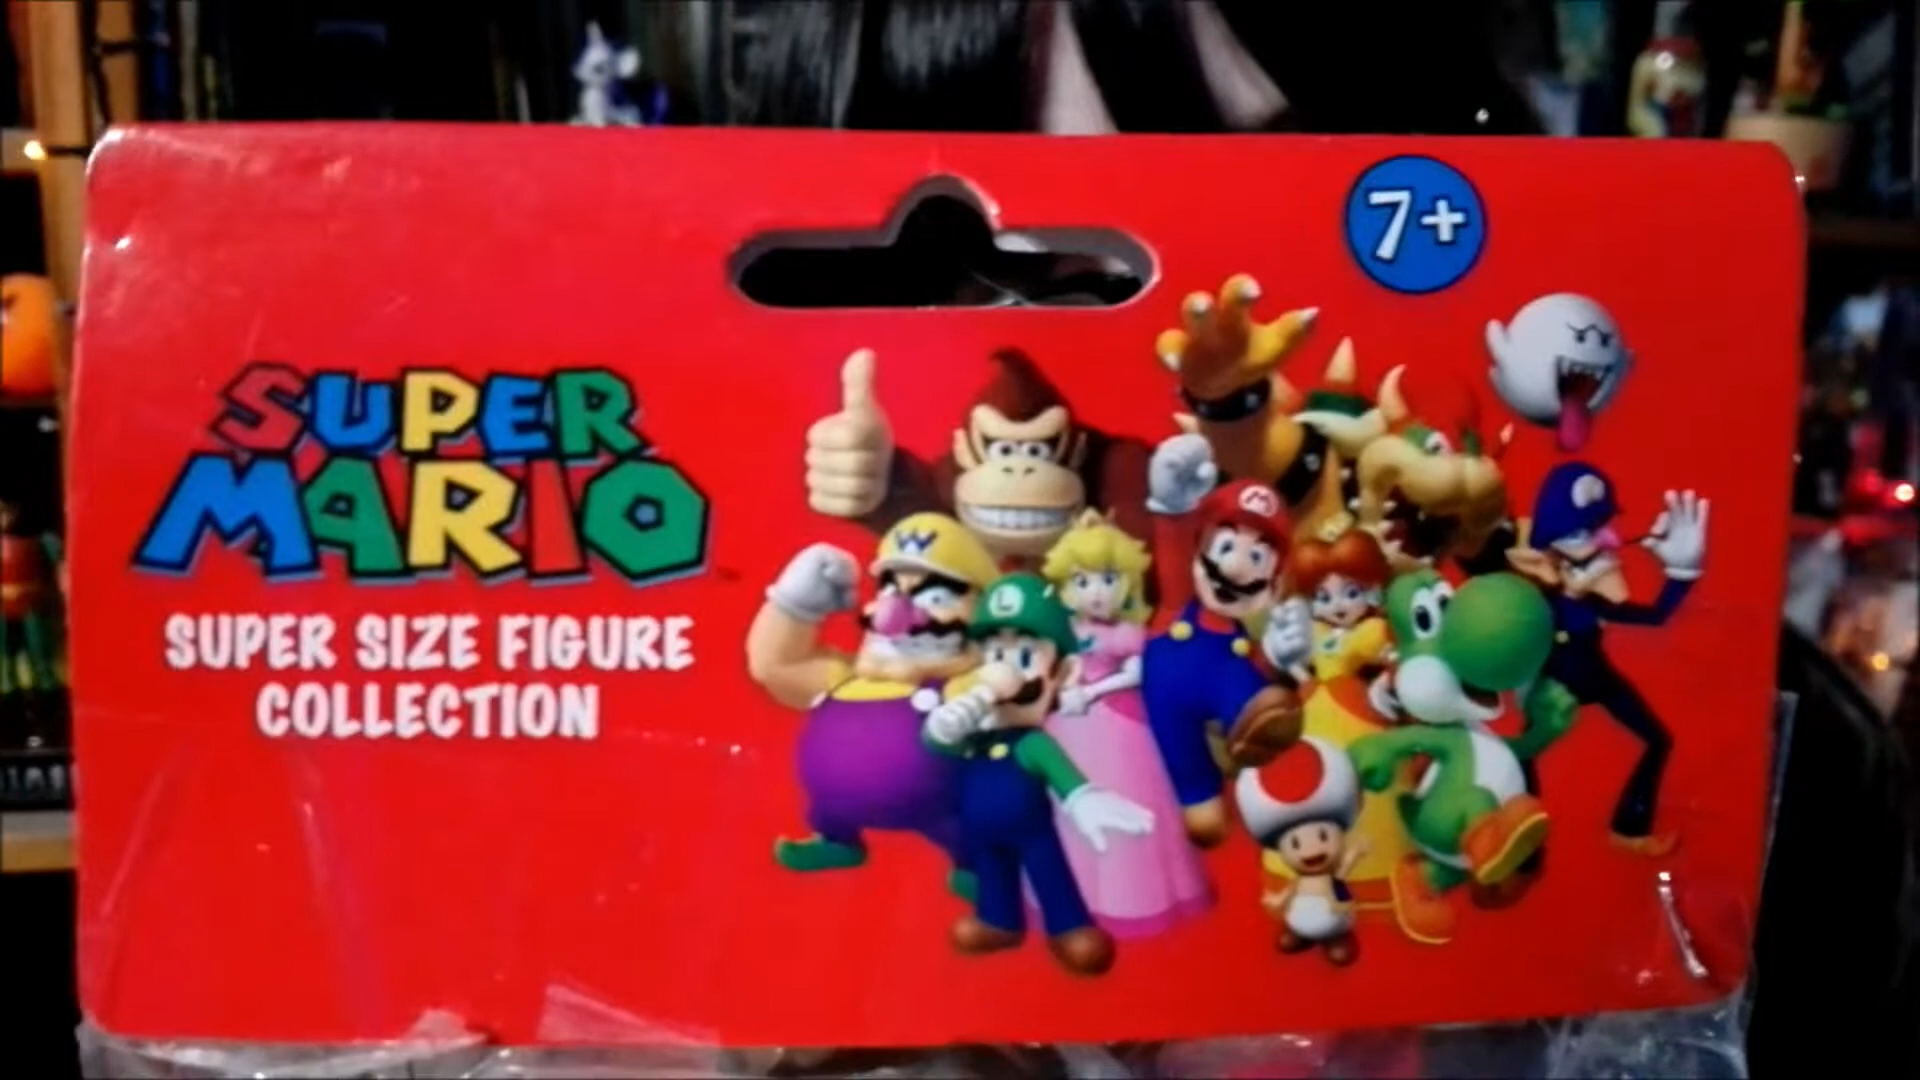 7+
SUPER
MARIO
SUPER SIZE FIGURE
COLLECTION
W
L
M